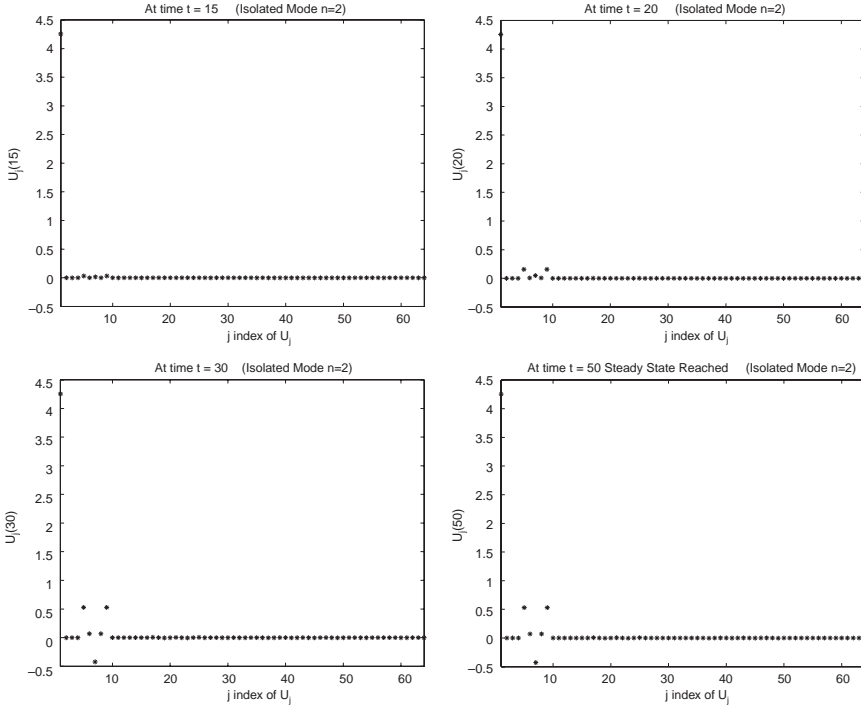 At time t = 15 (Isolated Mode n=2)
4.5
4
3.5
3
2.5
2
1.5
1
0.5
0
–0.5
U_j(15)
10 20 30 40 50 60
j index of U_j
At time t = 20 (Isolated Mode n=2)
4.5
4
3.5
3
2.5
2
1.5
1
0.5
0
–0.5
U_j(20)
10 20 30 40 50 60
j index of U_j
At time t = 30 (Isolated Mode n=2)
4.5
4
3.5
3
2.5
2
1.5
1
0.5
0
–0.5
U_j(30)
10 20 30 40 50 60
j index of U_j
At time t = 50 Steady State Reached (Isolated Mode n=2)
4.5
4
3.5
3
2.5
2
1.5
1
0.5
0
–0.5
U_j(50)
10 20 30 40 50 60
j index of U_j